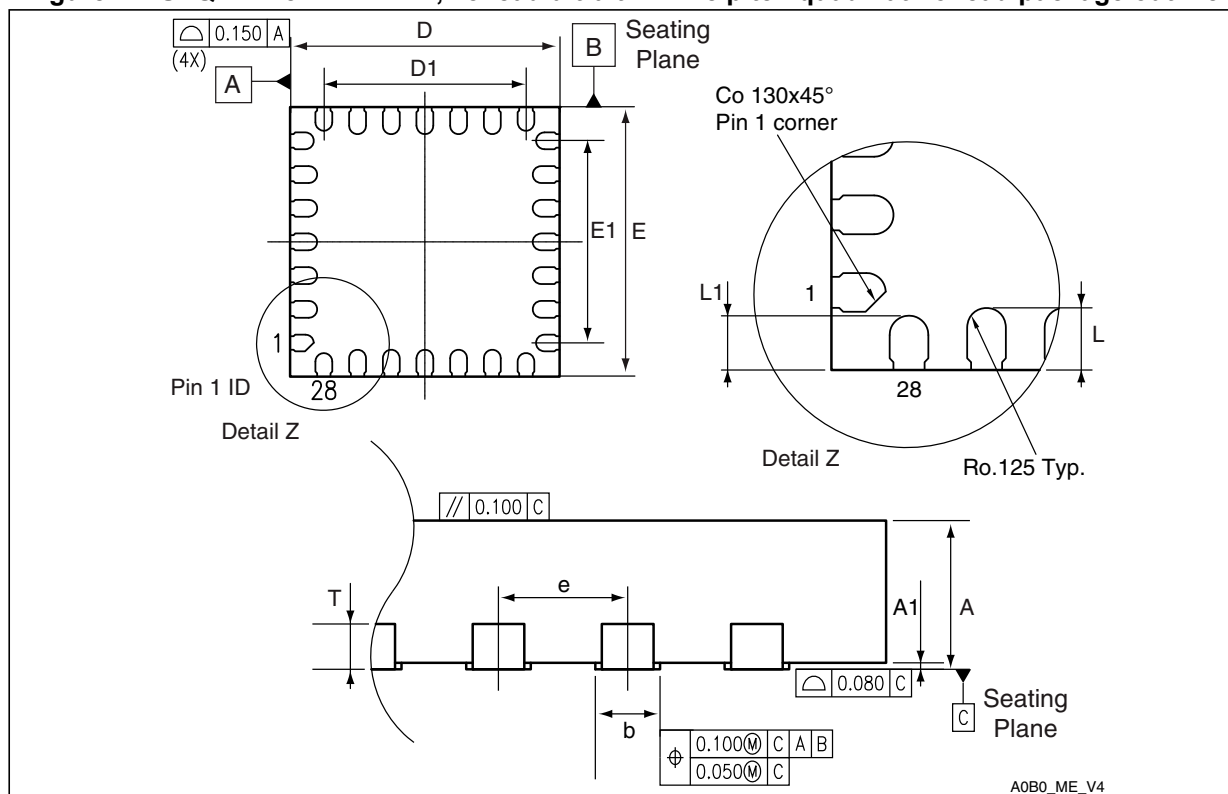 0.150 A
(4X)
D
B
Seating
Plane
A
D1
Co 130x45°
Pin 1 corner
E1
E
L1
1
L
1
Pin 1 ID
28
28
Detail Z
Detail Z
Ro.125 Typ.
// 0.100 C
e
T
A1
A
0.080 C
b
C
Seating
Plane
0.100Ⓜ C A B
0.050Ⓜ C
A0B0_ME_V4